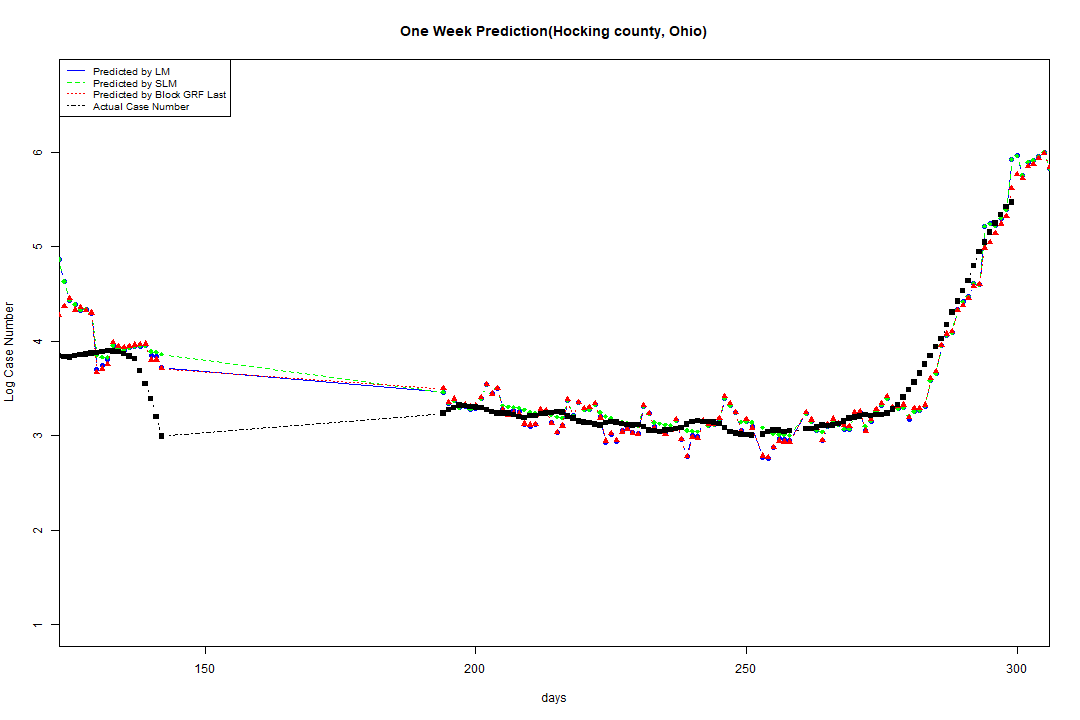 One Week Prediction(Hocking county, Ohio)
Predicted by LM
Predicted by SLM
Predicted by Block GRF Last
Actual Case Number
Log Case Number
6
5
4
3
2
1
150
200
250
300
days